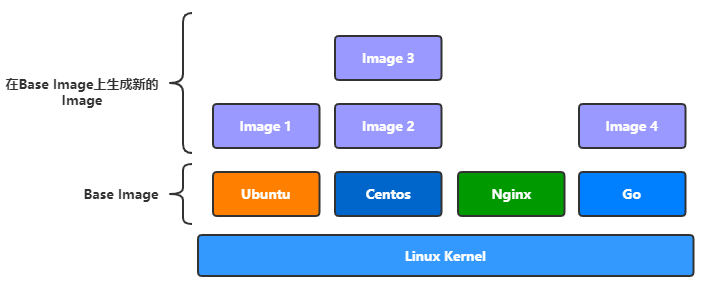 Image 3
在Base Image上生成新的
Image
Image 1
Image 2
Image 4
Base Image
Ubuntu
Centos
Nginx
Go
Linux Kernel